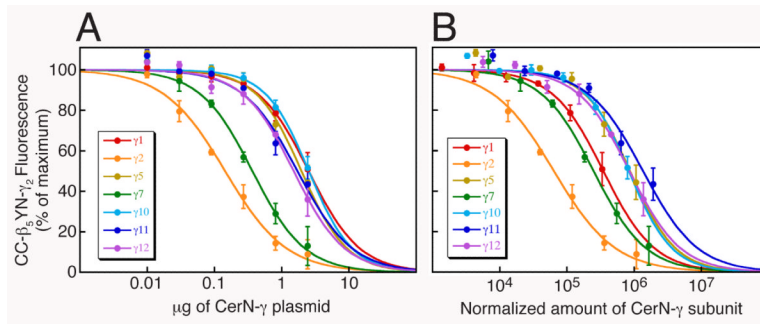 A
B
CC-β5YN-γ2 Fluorescence
(% of maximum)
100
80
60
40
20
0
γ1
γ2
γ5
γ7
γ10
γ11
γ12
0.01
0.1
1
10
μg of CerN-γ plasmid
γ1
γ2
γ5
γ7
γ10
γ11
γ12
10⁴
10⁵
10⁶
10⁷
Normalized amount of CerN-γ subunit